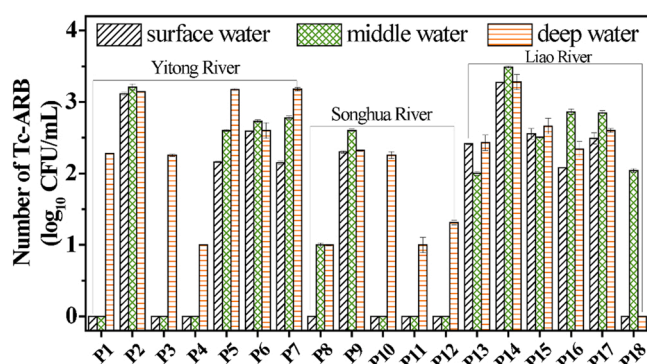 surface water middle water deep water
Yitong River
Songhua River
Liao River
Number of Tc-ARB
(log10 CFU/mL)
4
3
2
1
0
P1 P2 P3 P4 P5 P6 P7 P8 P9 P10 P11 P12 P13 P14 P15 P16 P17 P18